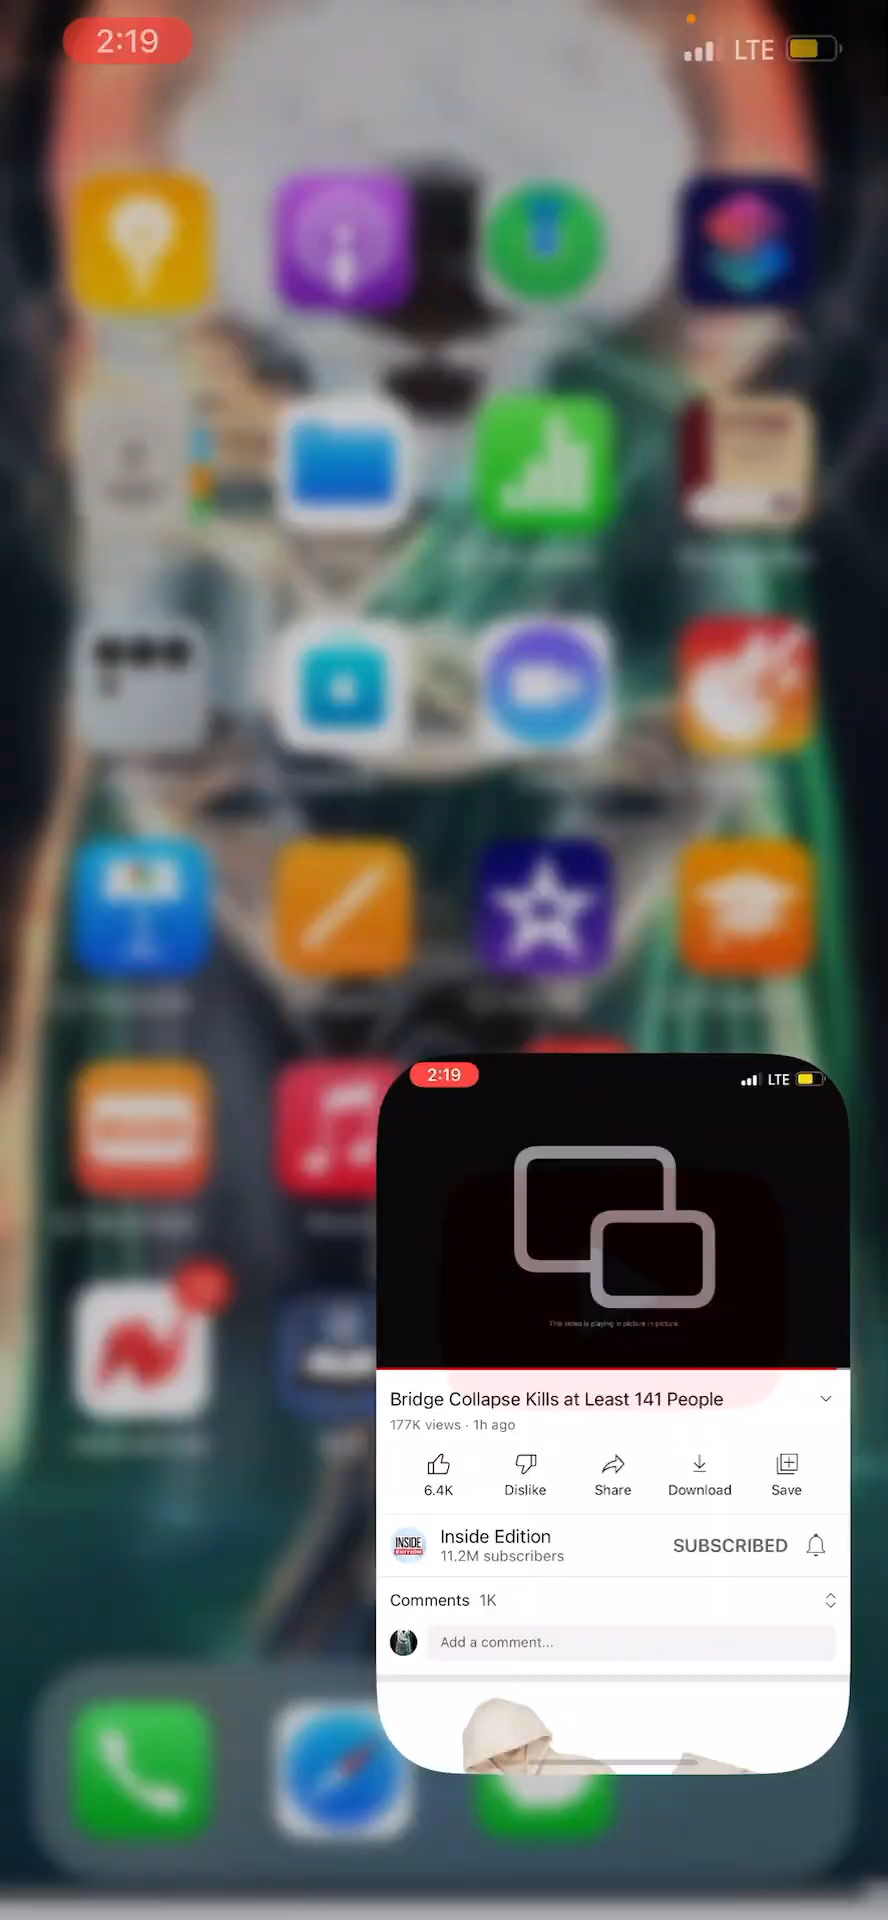 2:19
LTE
2:19
LTE
This video is playing in picture in picture.
Bridge Collapse Kills at Least 141 People
177K views · 1h ago
6.4K
Dislike
Share
Download
Save
INSIDE EDITION
Inside Edition
11.2M subscribers
SUBSCRIBED
Comments 1K
Add a comment...